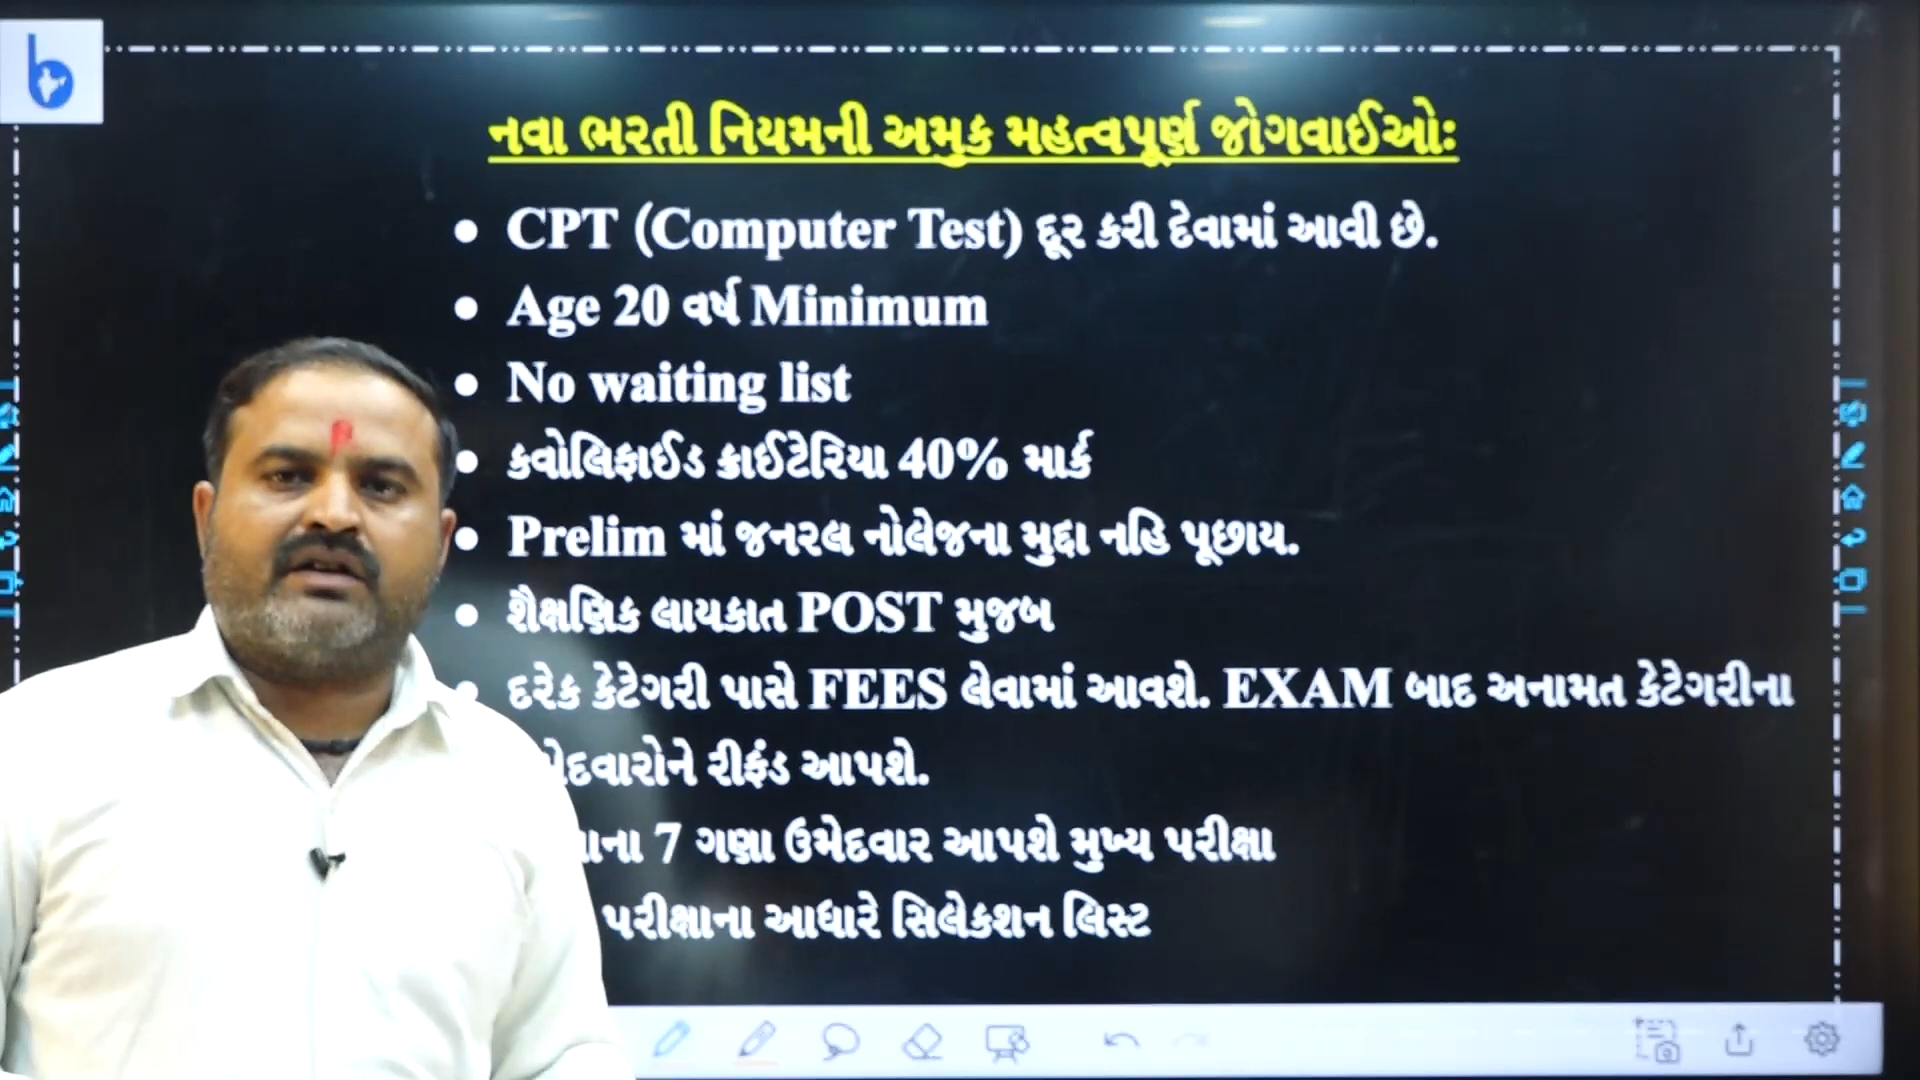 નવા ભરતી નિયમની અમુક મહત્વપૂર્ણ જોગવાઈઓઃ
• CPT (Computer Test) દૂર કરી દેવામાં આવી છે.
• Age 20 વર્ષ Minimum
• No waiting list
• કવોલિફાઈડ ક્રાઈટેરિયા 40% માર્ક
• Prelim માં જનરલ નોલેજના મુદ્દા નહિ પૂછાય.
• શૈક્ષણિક લાયકાત POST મુજબ
• દરેક કેટેગરી પાસે FEES લેવામાં આવશે. EXAM બાદ અનામત કેટેગરીના
રીફંડ આપશે.
7 ગણા ઉમેદવાર આપશે મુખ્ય પરીક્ષા
પરીક્ષાના આધારે સિલેકશન લિસ્ટ